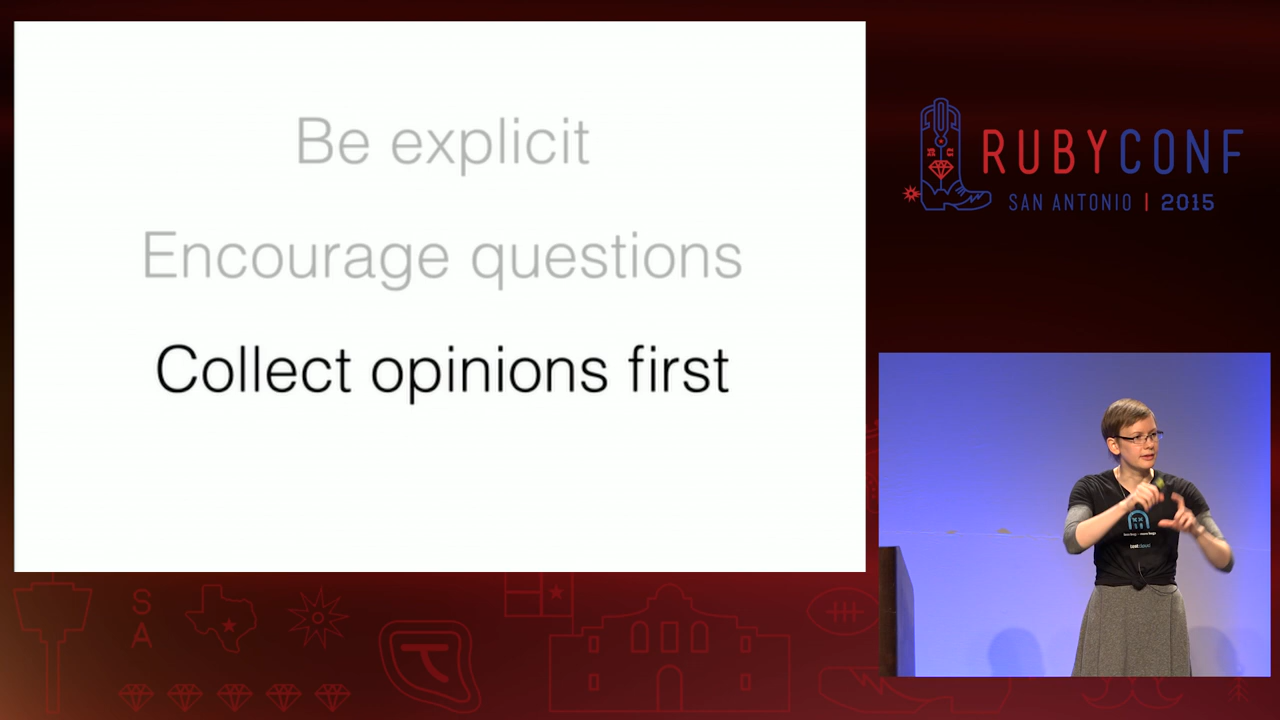 Be explicit
Encourage questions
Collect opinions first
RUBYCONF
SAN ANTONIO | 2015
S
A